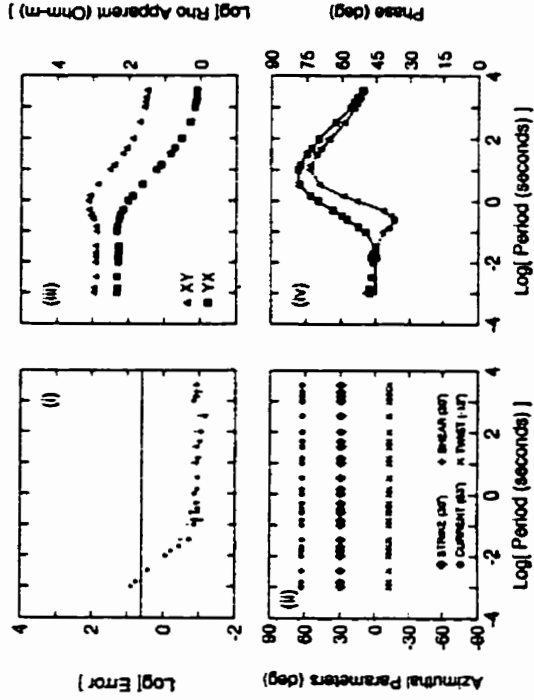 Log[ Error ]
4
2
0
-2
(i)
Log[ Rho Apparent (Ohm-m) ]
4
2
0
(iii)
XY
YX
Azimuthal Parameters (deg)
90
60
30
0
-30
-60
-90
(ii)
STRIKE (30°)
SHEAR (30°)
CURRENT (63°)
TWIST (-12°)
-4
-2
0
2
4
Log[ Period (seconds) ]
Phase (deg)
90
75
60
45
30
15
0
(iv)
-4
-2
0
2
4
Log[ Period (seconds) ]